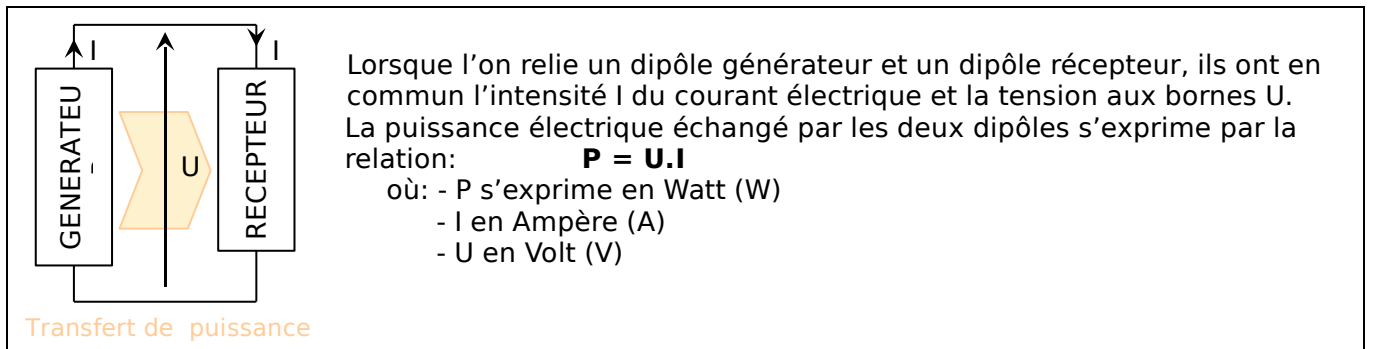 I
I
GENERATEU
U
RECEPTEUR
Transfert de puissance
Lorsque l’on relie un dipôle générateur et un dipôle récepteur, ils ont en
commun l’intensité I du courant électrique et la tension aux bornes U.
La puissance électrique échangé par les deux dipôles s’exprime par la
relation: P = U.I
où: - P s’exprime en Watt (W)
- I en Ampère (A)
- U en Volt (V)